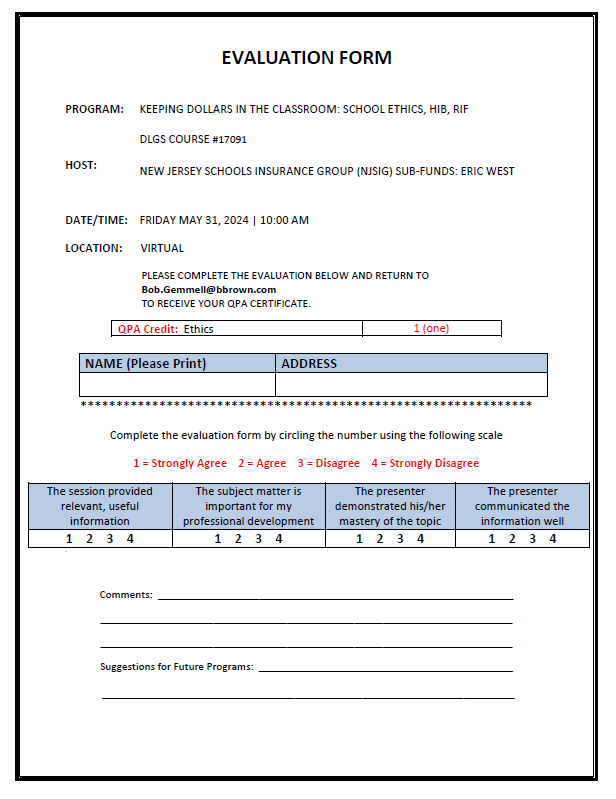 EVALUATION FORM
PROGRAM: KEEPING DOLLARS IN THE CLASSROOM: SCHOOL ETHICS, HIB, RIF
DLGS COURSE #17091
HOST: NEW JERSEY SCHOOLS INSURANCE GROUP (NJSIG) SUB-FUNDS: ERIC WEST
DATE/TIME: FRIDAY MAY 31, 2024 | 10:00 AM
LOCATION: VIRTUAL
PLEASE COMPLETE THE EVALUATION BELOW AND RETURN TO
Bob.Gemmell@bbrown.com
TO RECEIVE YOUR QPA CERTIFICATE.
QPA Credit: Ethics 1 (one)
NAME (Please Print) ADDRESS
****************************************************************
Complete the evaluation form by circling the number using the following scale
1 = Strongly Agree 2 = Agree 3 = Disagree 4 = Strongly Disagree
The session provided
relevant, useful
information
The subject matter is
important for my
professional development
The presenter
demonstrated his/her
mastery of the topic
The presenter
communicated the
information well
1 2 3 4 1 2 3 4 1 2 3 4 1 2 3 4
Comments:
Suggestions for Future Programs: